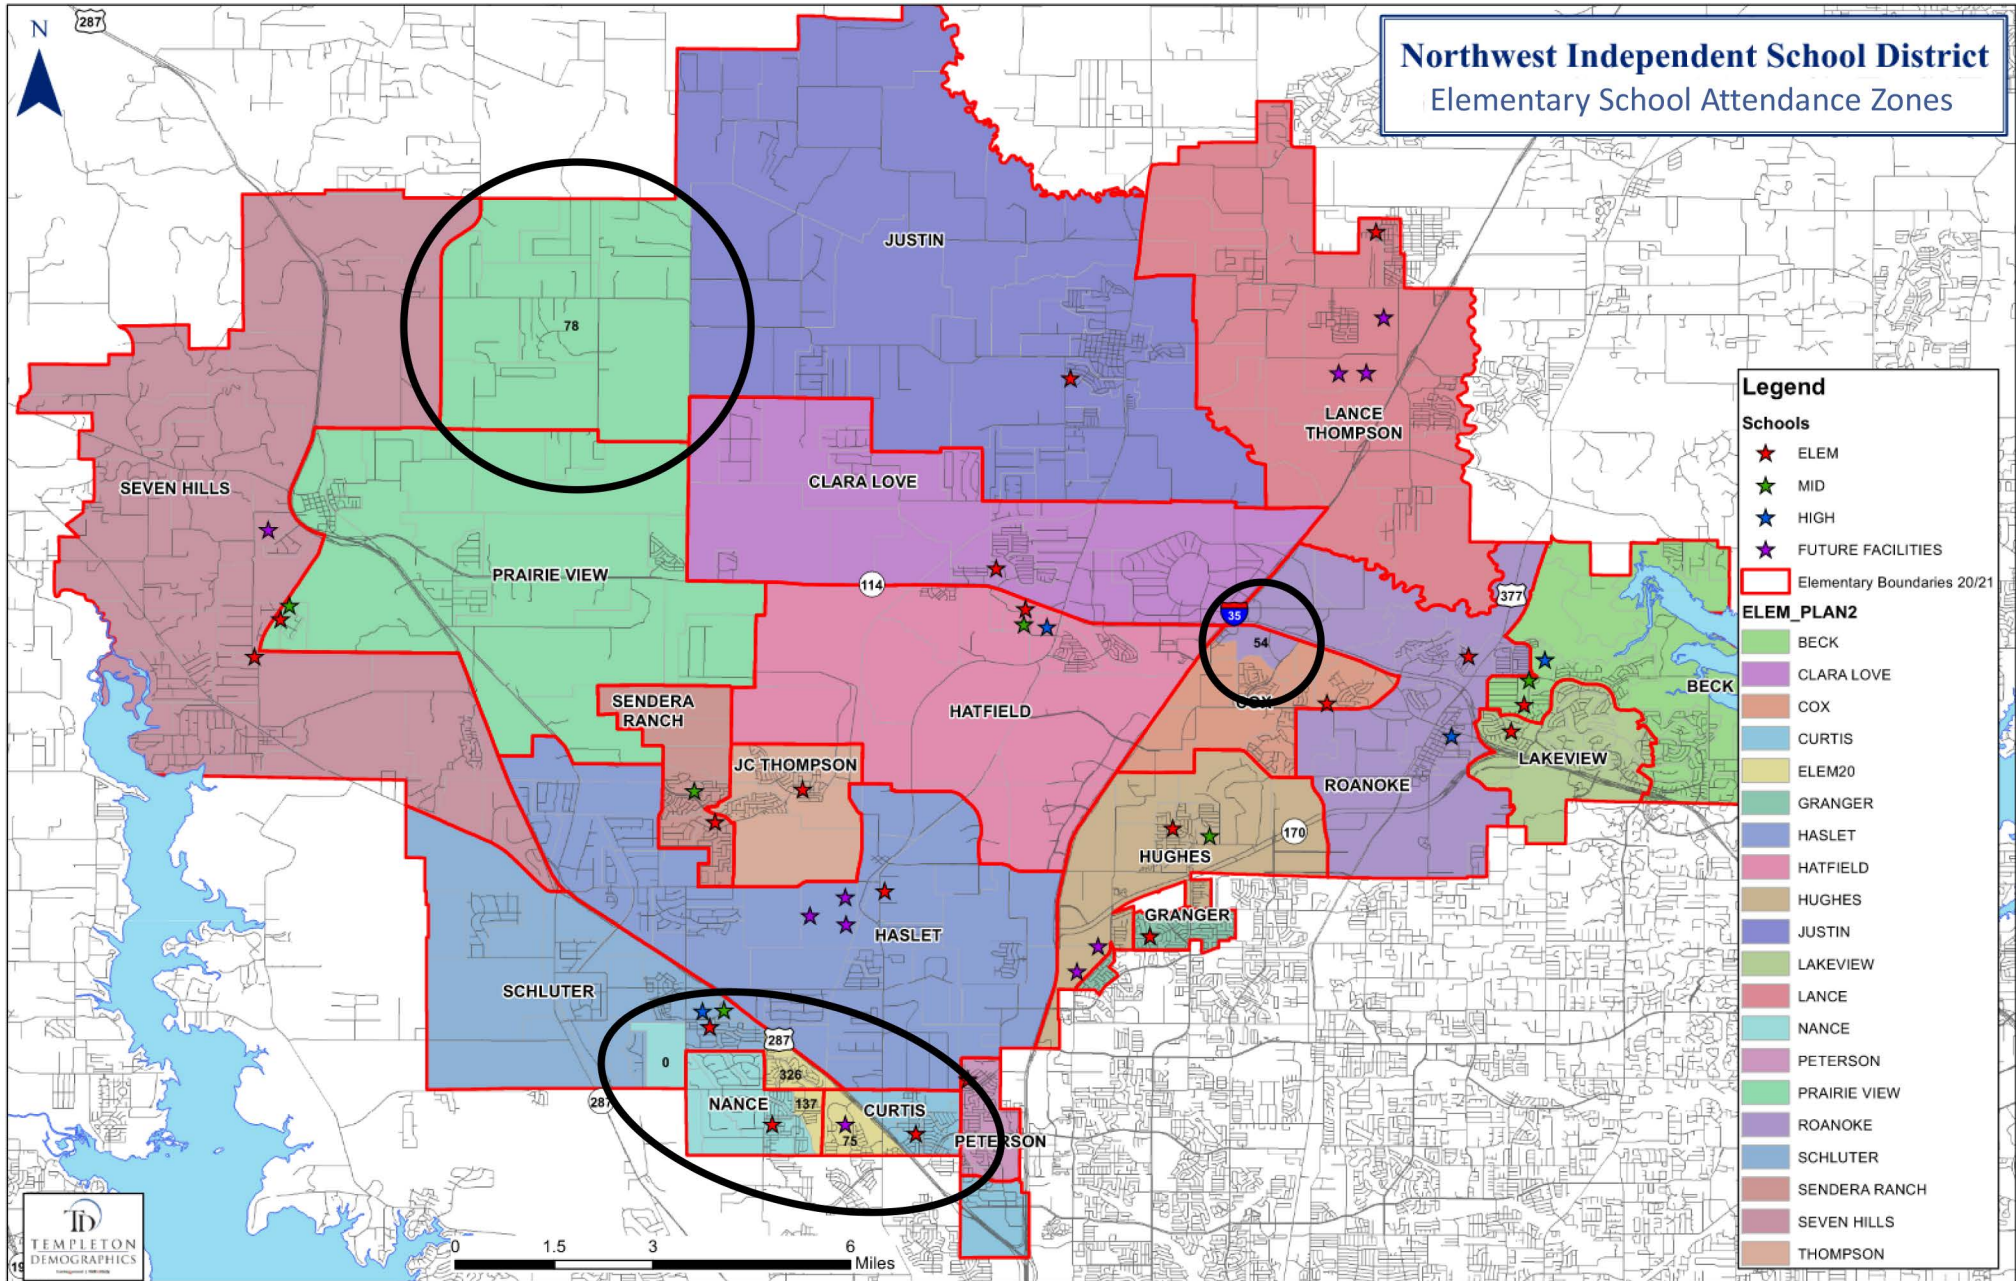 287
N
Northwest Independent School District
Elementary School Attendance Zones
78
JUSTIN
LANCE
THOMPSON
SEVEN HILLS
CLARA LOVE
PRAIRIE VIEW
114
35
377
54
COX
BECK
SENDERA
RANCH
HATFIELD
JC THOMPSON
LAKEVIEW
ROANOKE
170
HUGHES
GRANGER
HASLET
SCHLUTER
287
0
326
287
NANCE
137
CURTIS
75
PETERSON
Legend
Schools
ELEM
MID
HIGH
FUTURE FACILITIES
Elementary Boundaries 20/21
ELEM_PLAN2
BECK
CLARA LOVE
COX
CURTIS
ELEM20
GRANGER
HASLET
HATFIELD
HUGHES
JUSTIN
LAKEVIEW
LANCE
NANCE
PETERSON
PRAIRIE VIEW
ROANOKE
SCHLUTER
SENDERA RANCH
SEVEN HILLS
THOMPSON
TD
TEMPLETON
DEMOGRAPHICS
0 1.5 3 6
Miles